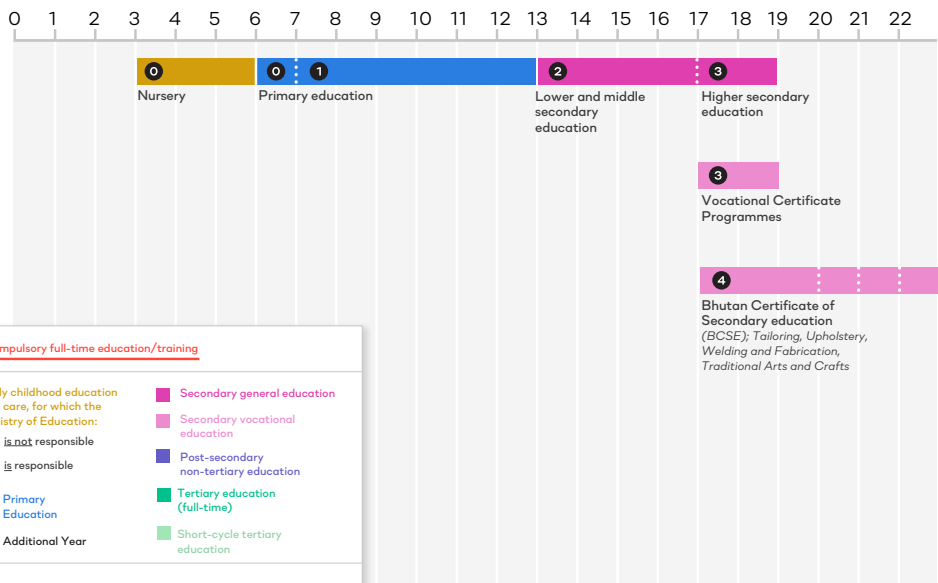 0 1 2 3 4 5 6 7 8 9 10 11 12 13 14 15 16 17 18 19 20 21 22
0 0 1 2 3
Nursery
Primary education
Lower and middle
secondary
education
Higher secondary
education
3
Vocational Certificate
Programmes
4
Bhutan Certificate of
Secondary education
(BCSE); Tailoring, Upholstery,
Welding and Fabrication,
Traditional Arts and Crafts
mpulsory full-time education/training
ly childhood education
care, for which the
istry of Education:
is not responsible
is responsible
Primary
Education
Additional Year
Secondary general education
Secondary vocational
education
Post-secondary
non-tertiary education
Tertiary education
(full-time)
Short-cycle tertiary
education